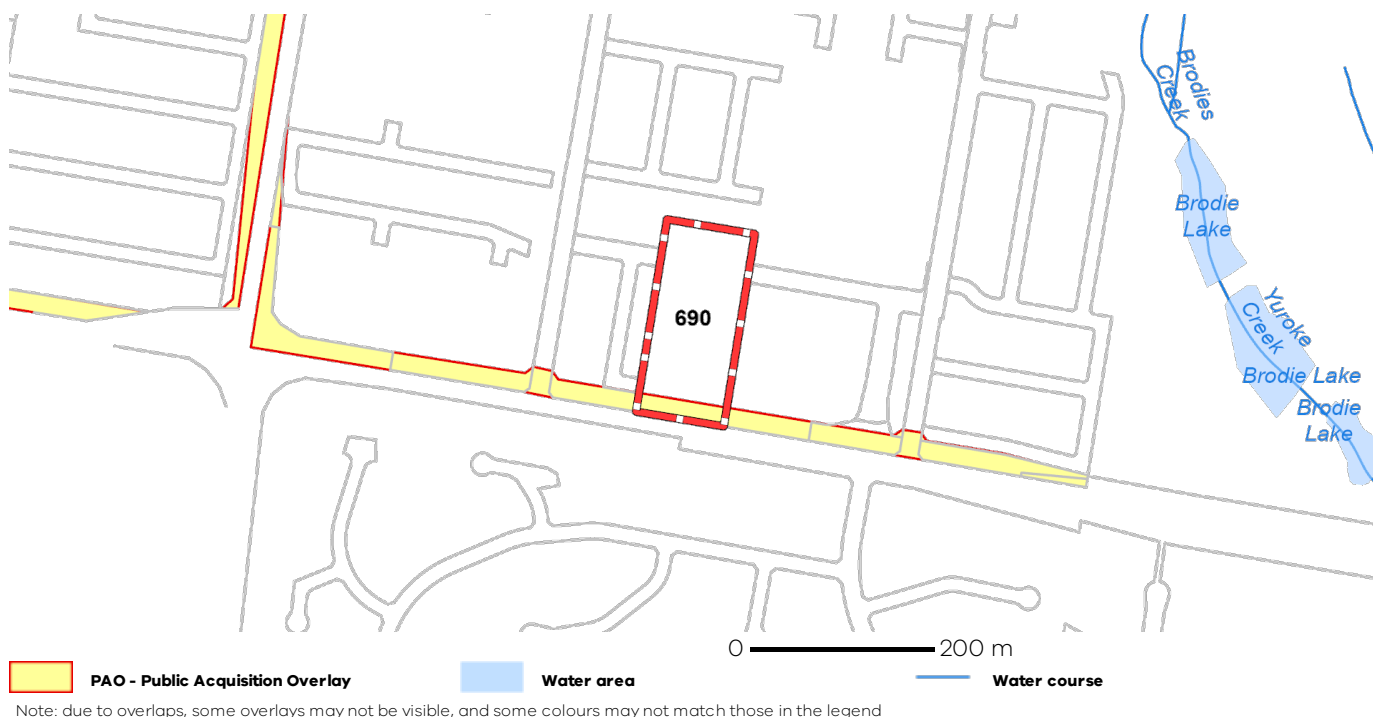 Brodies
Creek
Brodie
Lake
Yuroke
Creek
690
Brodie Lake
Brodie
Lake
0 200 m
PAO - Public Acquisition Overlay Water area Water course
Note: due to overlaps, some overlays may not be visible, and some colours may not match those in the legend